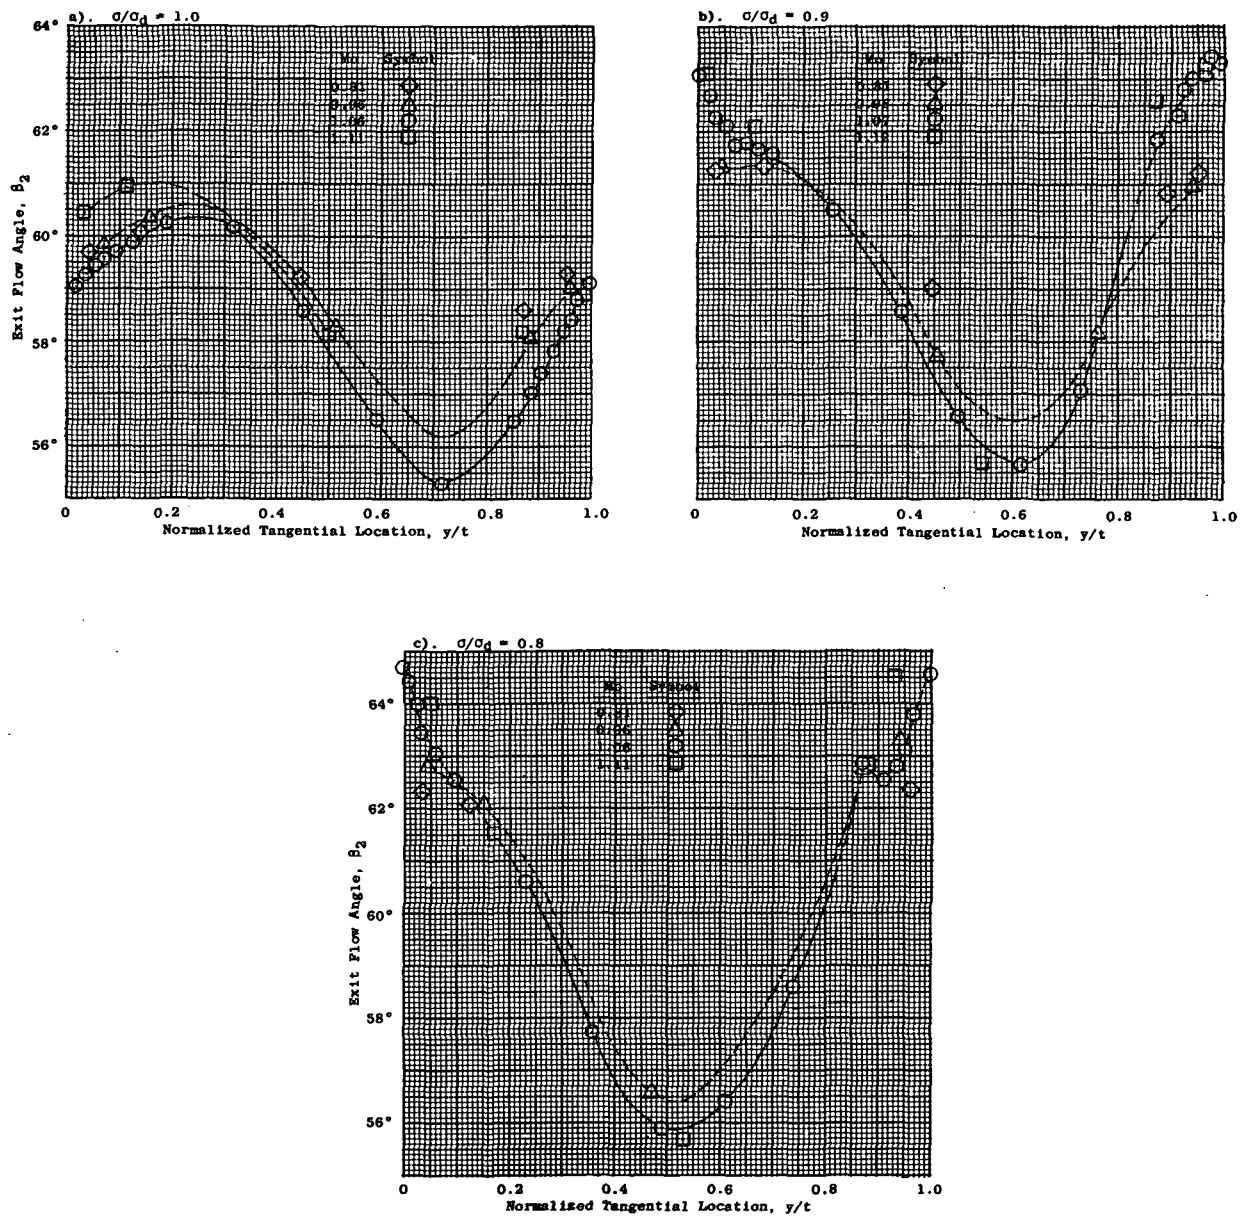 a). σ/σd = 1.0
64°
62°
60°
58°
56°
Exit Flow Angle, β2
Symbol
0 0.2 0.4 0.6 0.8 1.0
Normalized Tangential Location, y/t
b). σ/σd = 0.9
Symbol
0 0.2 0.4 0.6 0.8 1.0
Normalized Tangential Location, y/t
c). σ/σd = 0.8
64°
62°
60°
58°
56°
Exit Flow Angle, β2
Symbol
0 0.2 0.4 0.6 0.8 1.0
Normalized Tangential Location, y/t